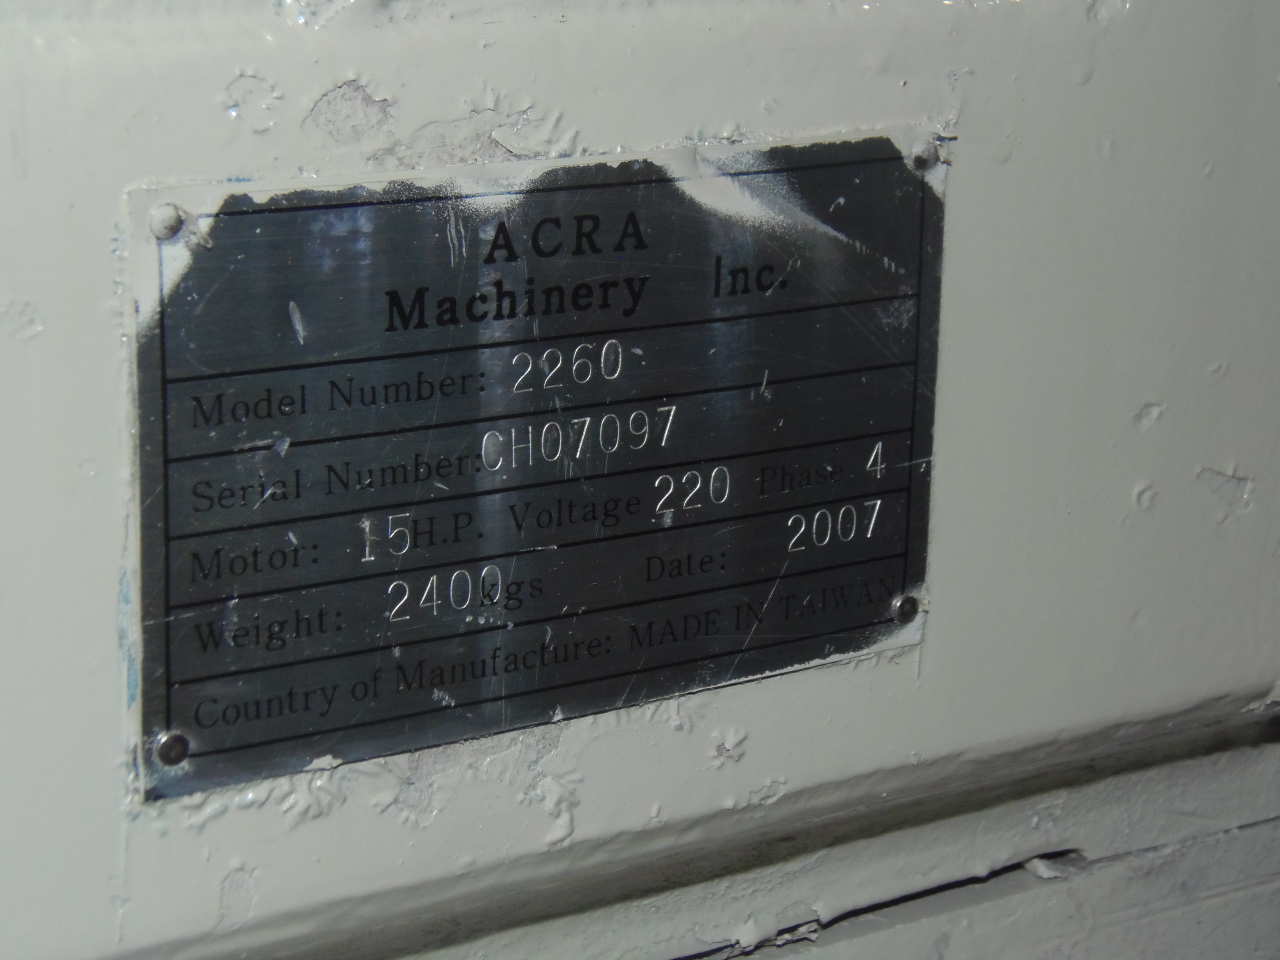 ACRA
Machinery Inc.
Model Number: 2260
Serial Number: CH07097
Motor: 15 H.P. Voltage 220 Phase 4
Weight: 2400 kgs Date: 2007
Country of Manufacture: MADE IN TAIWAN